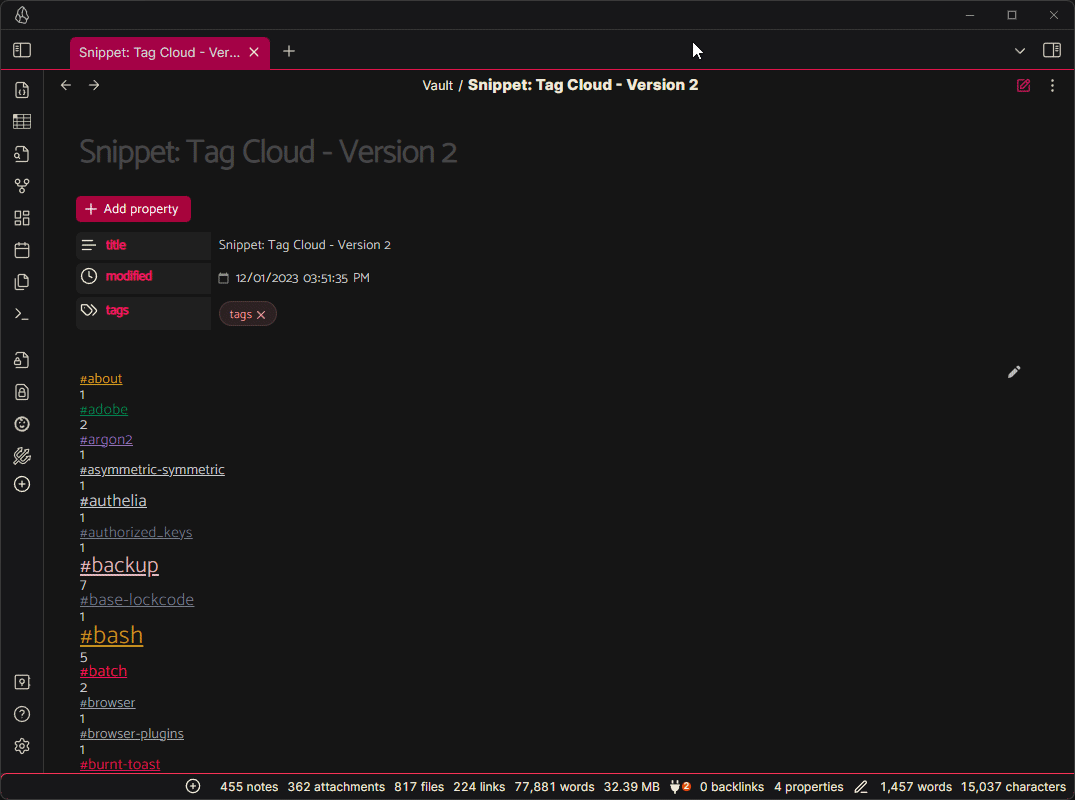 Snippet: Tag Cloud - Ver...
Vault / Snippet: Tag Cloud - Version 2
Snippet: Tag Cloud - Version 2
Add property
title Snippet: Tag Cloud - Version 2
modified 12/01/2023 03:51:35 PM
tags tags
#about
1
#adobe
2
#argon2
1
#asymmetric-symmetric
1
#authelia
1
#authorized_keys
1
#backup
7
#base-lockcode
1
#bash
5
#batch
2
#browser
1
#browser-plugins
1
#burnt-toast
455 notes 362 attachments 817 files 224 links 77,881 words 32.39 MB 2 0 backlinks 4 properties 1,457 words 15,037 characters